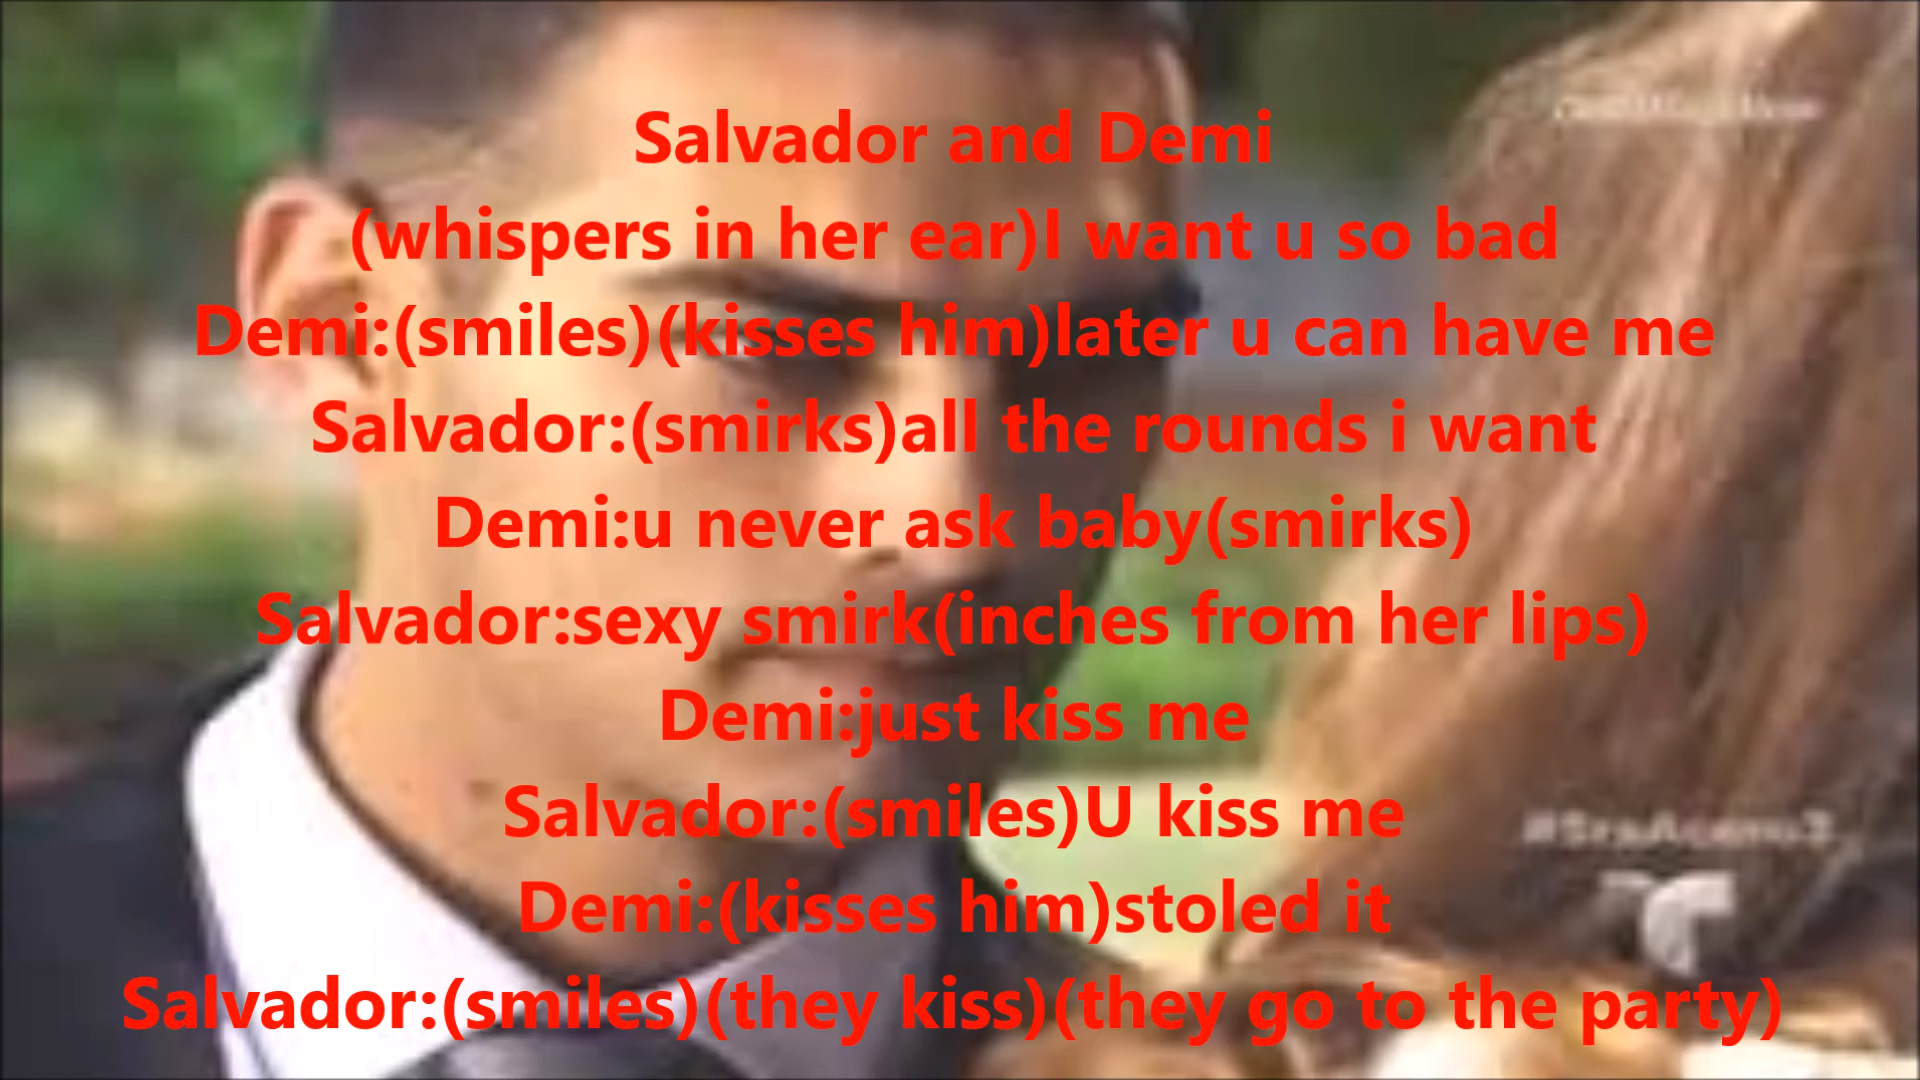 Salvador and Demi
(whispers in her ear)I want u so bad
Demi:(smiles)(kisses him)later u can have me
Salvador:(smirks)all the rounds i want
Demi:u never ask baby(smirks)
Salvador:sexy smirk(inches from her lips)
Demi:just kiss me
Salvador:(smiles)U kiss me
#SraAcero3
Demi:(kisses him)stoled it
Salvador:(smiles)(they kiss)(they go to the party)